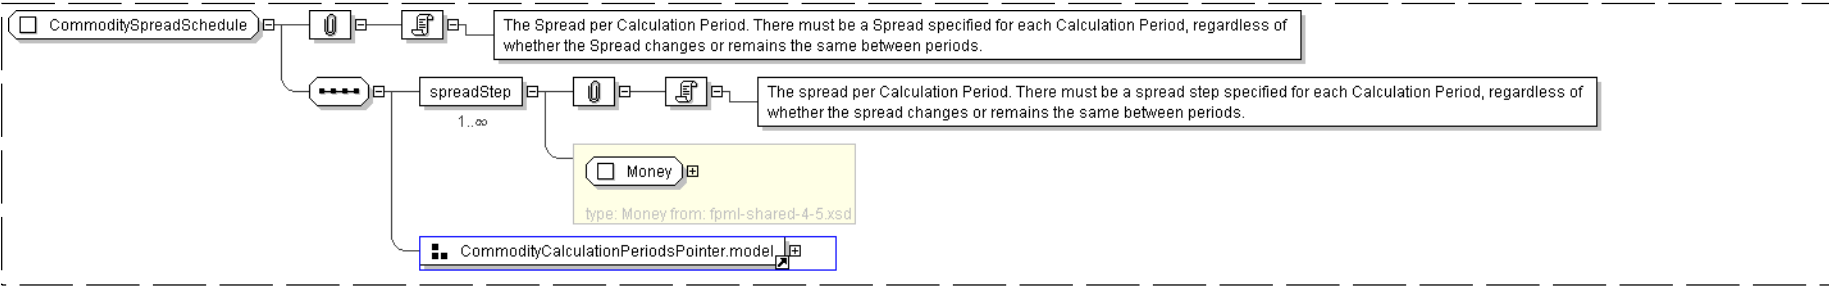 CommoditySpreadSchedule
The Spread per Calculation Period. There must be a Spread specified for each Calculation Period, regardless of
whether the Spread changes or remains the same between periods.
spreadStep
1..∞
The spread per Calculation Period. There must be a spread step specified for each Calculation Period, regardless of
whether the spread changes or remains the same between periods.
Money
type: Money from: fpml-shared-4-5.xsd
CommodityCalculationPeriodsPointer.model